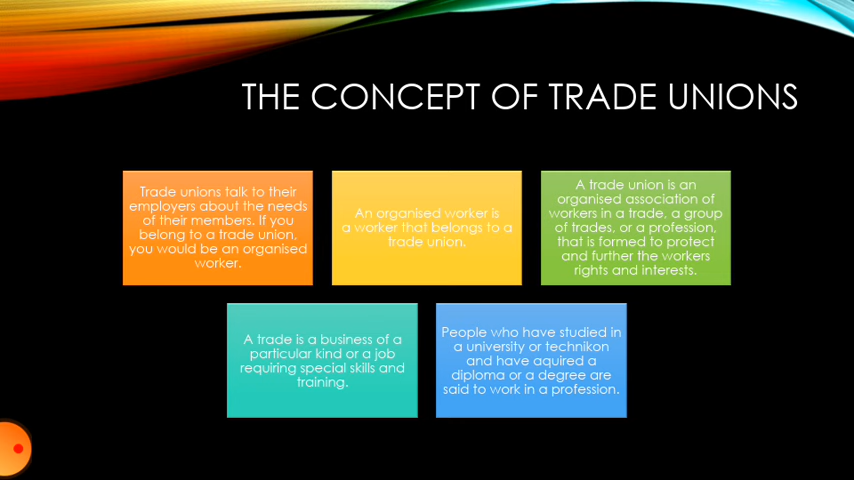 THE CONCEPT OF TRADE UNIONS
Trade unions talk to their
employers about the needs
of their members. If you
belong to a trade union,
you would be an organised
worker.
An organised worker is
a worker that belongs to a
trade union.
A trade union is an
organised association of
workers in a trade, a group
of trades, or a profession,
that is formed to protect
and further the workers
rights and interests.
A trade is a business of a
particular kind or a job
requiring special skills and
training.
People who have studied in
a university or technikon
and have aquired a
diploma or a degree are
said to work in a profession.